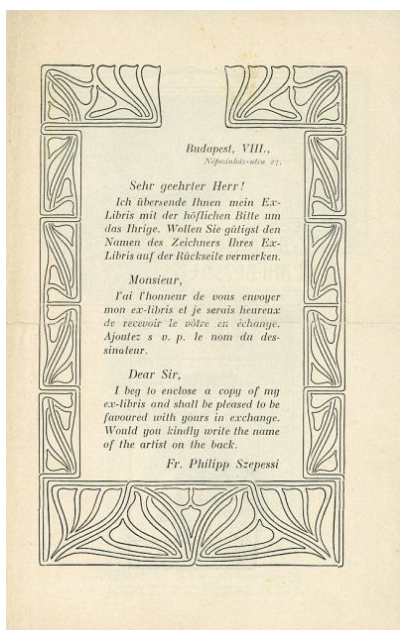 Budapest, VIII.,
Népszinház-utca 27.
Sehr geehrter Herr!
Ich übersende Ihnen mein Ex-
Libris mit der höflichen Bitte um
das Ihrige. Wollen Sie gütigst den
Namen des Zeichners Ihres Ex-
Libris auf der Rückseite vermerken.
Monsieur,
I'ai l'honneur de vous envoyer
mon ex-libris et je serais heureux
de recevoir le vôtre en échange.
Ajoutez s v. p. le nom du des-
sinateur.
Dear Sir,
I beg to enclose a copy of my
ex-libris and shall be pleased to be
favoured with yours in exchange.
Would you kindly write the name
of the artist on the back.
Fr. Philipp Szepessi